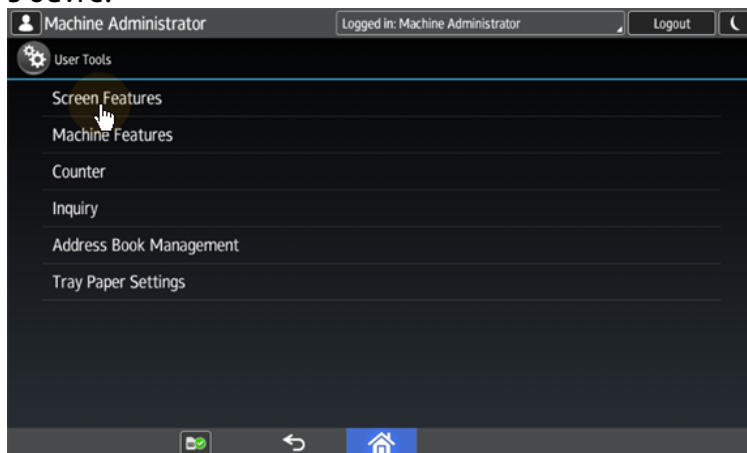 s'ouvre.
Machine Administrator
Logged in: Machine Administrator
Logout
User Tools
Screen Features
Machine Features
Counter
Inquiry
Address Book Management
Tray Paper Settings